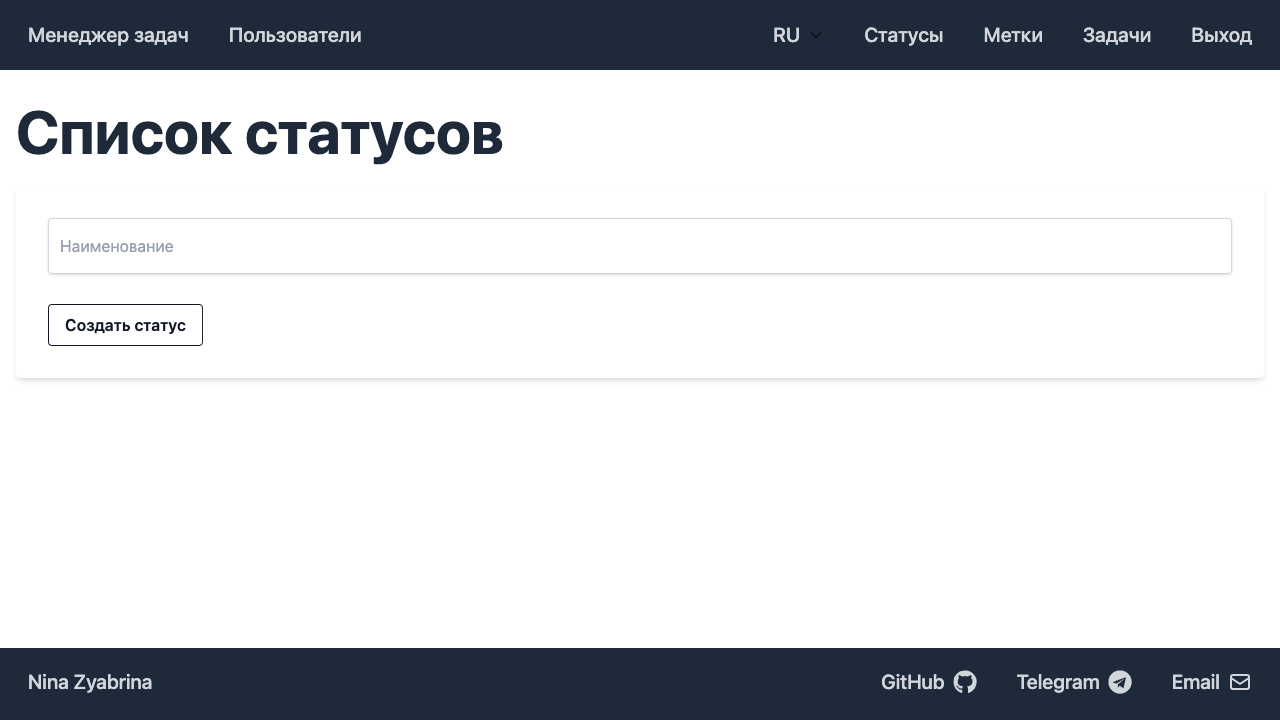 Менеджер задач Пользователи RU Статусы Метки Задачи Выход
Список статусов
Наименование
Создать статус
Nina Zyabrina GitHub Telegram Email